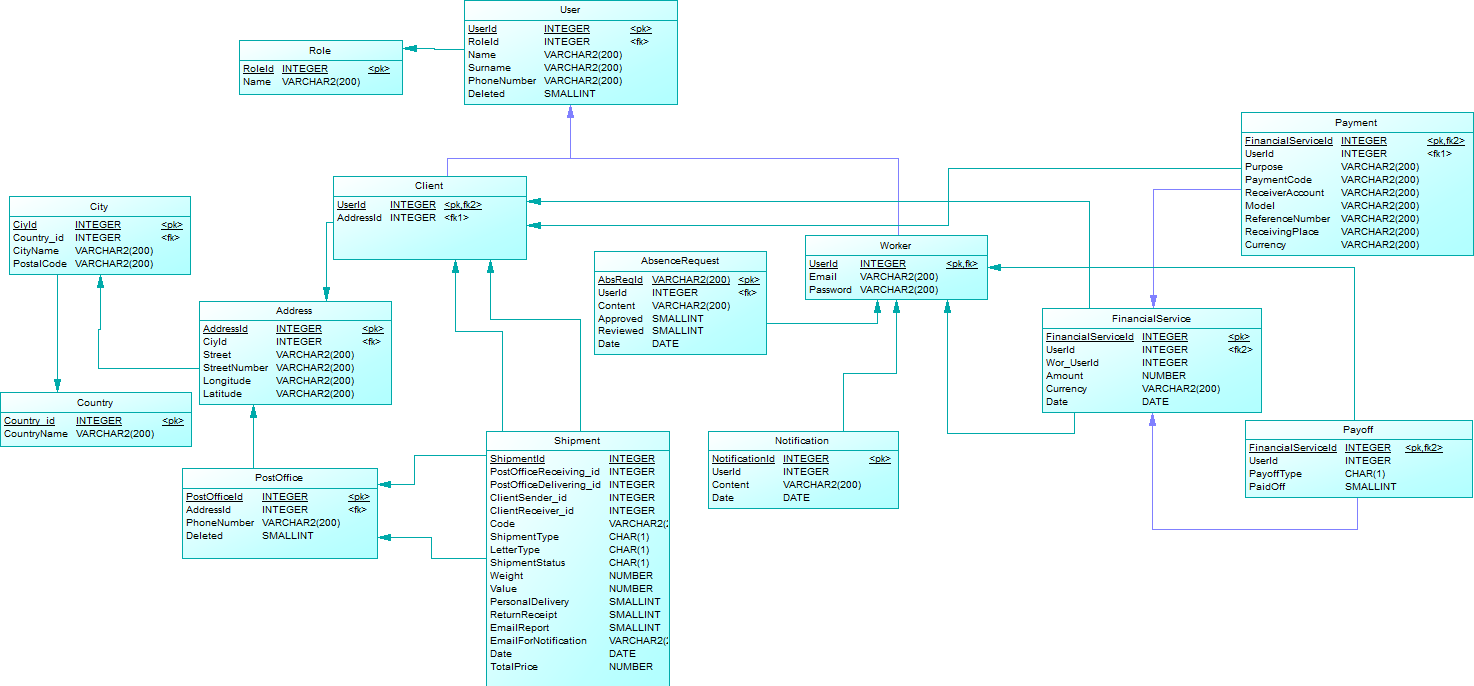 User
UserId INTEGER <pk>
RoleId INTEGER <fk>
Name VARCHAR2(200)
Surname VARCHAR2(200)
PhoneNumber VARCHAR2(200)
Deleted SMALLINT
Role
RoleId INTEGER <pk>
Name VARCHAR2(200)
Payment
FinancialServiceId INTEGER <pk,fk2>
UserId INTEGER <fk1>
Purpose VARCHAR2(200)
PaymentCode VARCHAR2(200)
ReceiverAccount VARCHAR2(200)
Model VARCHAR2(200)
ReferenceNumber VARCHAR2(200)
ReceivingPlace VARCHAR2(200)
Currency VARCHAR2(200)
Client
UserId INTEGER <pk,fk2>
AddressId INTEGER <fk1>
City
CiyId INTEGER <pk>
Country_id INTEGER <fk>
CityName VARCHAR2(200)
PostalCode VARCHAR2(200)
Worker
UserId INTEGER <pk,fk>
Email VARCHAR2(200)
Password VARCHAR2(200)
AbsenceRequest
AbsReqId VARCHAR2(200) <pk>
UserId INTEGER <fk>
Content VARCHAR2(200)
Approved SMALLINT
Reviewed SMALLINT
Date DATE
Address
AddressId INTEGER <pk>
CiyId INTEGER <fk>
Street VARCHAR2(200)
StreetNumber VARCHAR2(200)
Longitude VARCHAR2(200)
Latitude VARCHAR2(200)
FinancialService
FinancialServiceId INTEGER <pk>
UserId INTEGER <fk2>
Wor_UserId INTEGER
Amount NUMBER
Currency VARCHAR2(200)
Date DATE
Country
Country_id INTEGER <pk>
CountryName VARCHAR2(200)
Payoff
FinancialServiceId INTEGER <pk,fk2>
UserId INTEGER
PayoffType CHAR(1)
PaidOff SMALLINT
Shipment
ShipmentId INTEGER
PostOfficeReceiving_id INTEGER
PostOfficeDelivering_id INTEGER
ClientSender_id INTEGER
ClientReceiver_id INTEGER
Code VARCHAR2(2
ShipmentType CHAR(1)
LetterType CHAR(1)
ShipmentStatus CHAR(1)
Weight NUMBER
Value NUMBER
PersonalDelivery SMALLINT
ReturnReceipt SMALLINT
EmailReport SMALLINT
EmailForNotification VARCHAR2(2
Date DATE
TotalPrice NUMBER
Notification
NotificationId INTEGER <pk>
UserId INTEGER
Content VARCHAR2(200)
Date DATE
PostOffice
PostOfficeId INTEGER <pk>
AddressId INTEGER <fk>
PhoneNumber VARCHAR2(200)
Deleted SMALLINT